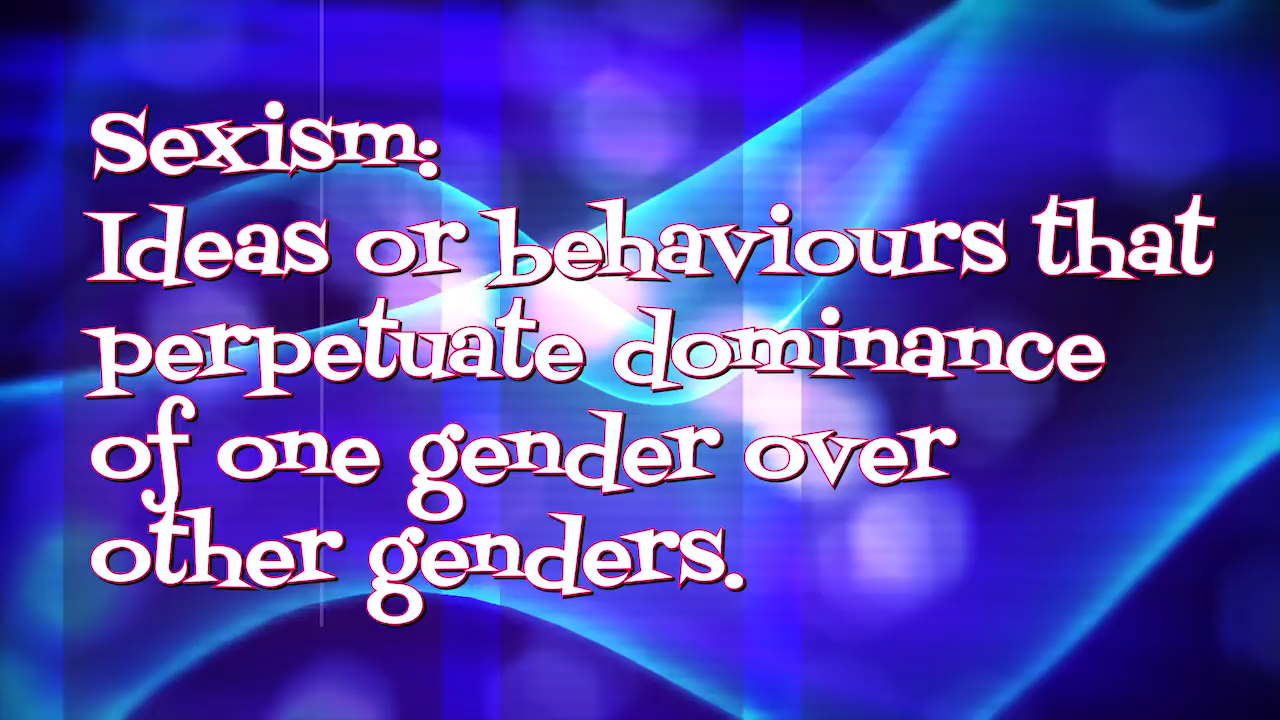 Sexism:
Ideas or behaviours that
perpetuate dominance
of one gender over
other genders.